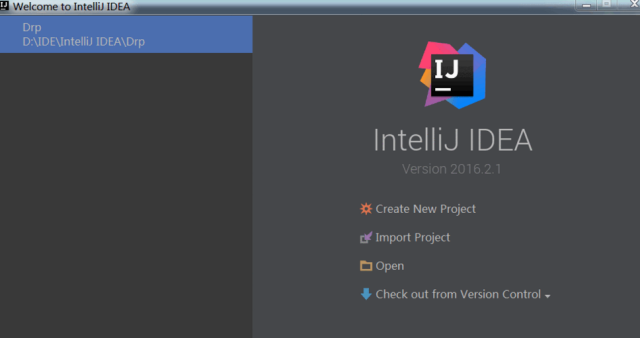 Welcome to IntelliJ IDEA
Drp
D:\IDE\IntelliJ IDEA\Drp
IJ
IntelliJ IDEA
Version 2016.2.1
Create New Project
Import Project
Open
Check out from Version Control